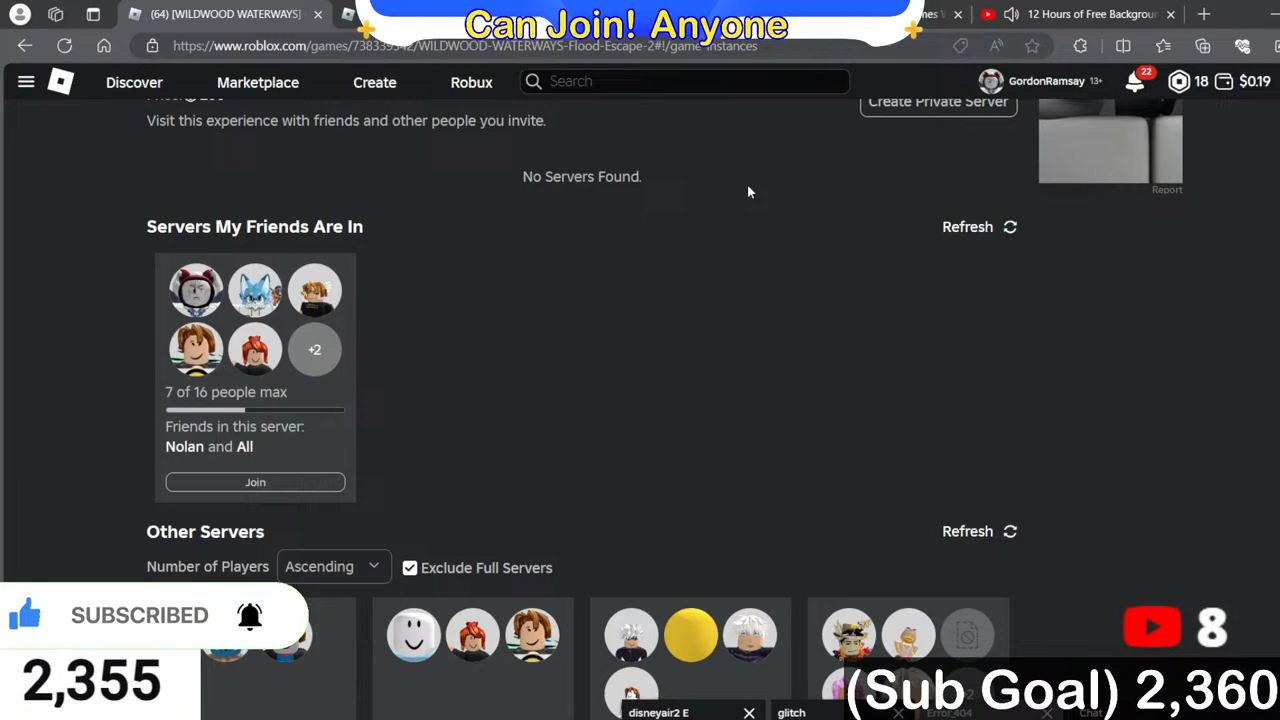 Can Join! Anyone
(64) [WILDWOOD WATERWAYS]
12 Hours of Free Backgroun
https://www.roblox.com/games/738339342/WILDWOOD-WATERWAYS-Flood-Escape-2#!/game-instances
Discover
Marketplace
Create
Robux
Search
GordonRamsay 13+
22
18
$0.19
Create Private Server
Visit this experience with friends and other people you invite.
No Servers Found.
Report
Servers My Friends Are In
Refresh
+2
7 of 16 people max
Friends in this server:
Nolan and All
Join
Other Servers
Refresh
Number of Players
Ascending
Exclude Full Servers
SUBSCRIBED
8
2,355
(Sub Goal) 2,360
disneyair2 E
glitch
Error_404
Chat